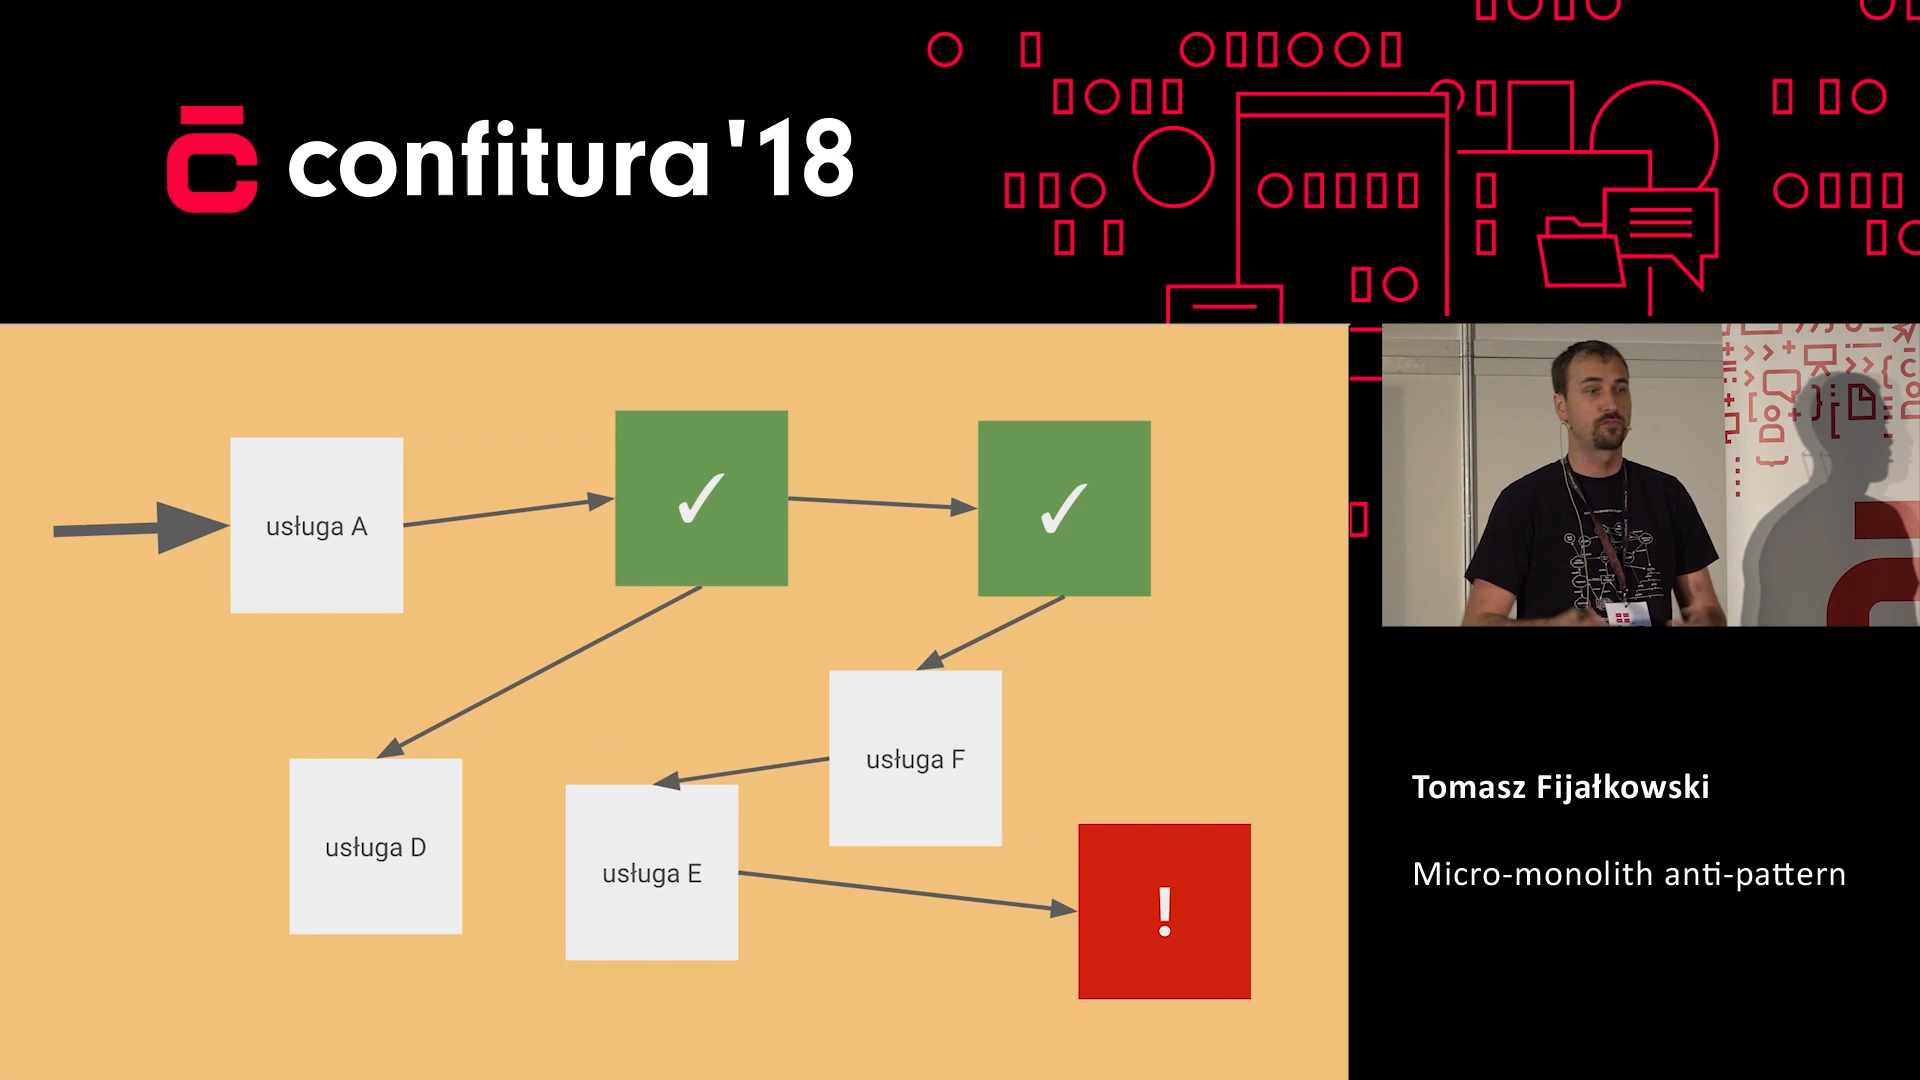 confitura '18
usługa A
✓
✓
usługa F
usługa D
usługa E
!
Tomasz Fijałkowski
Micro-monolith anti-pattern